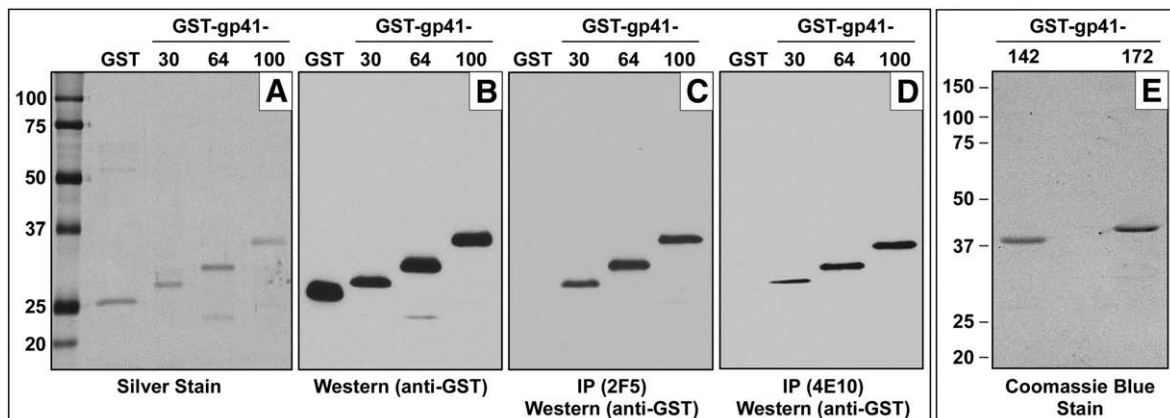 GST-gp41-
GST 30 64 100
A
100
75
50
37
25
20
Silver Stain
GST-gp41-
GST 30 64 100
B
Western (anti-GST)
GST-gp41-
GST 30 64 100
C
IP (2F5)
Western (anti-GST)
GST-gp41-
GST 30 64 100
D
IP (4E10)
Western (anti-GST)
GST-gp41-
142 172
E
150
100
75
50
37
25
20
Coomassie Blue
Stain